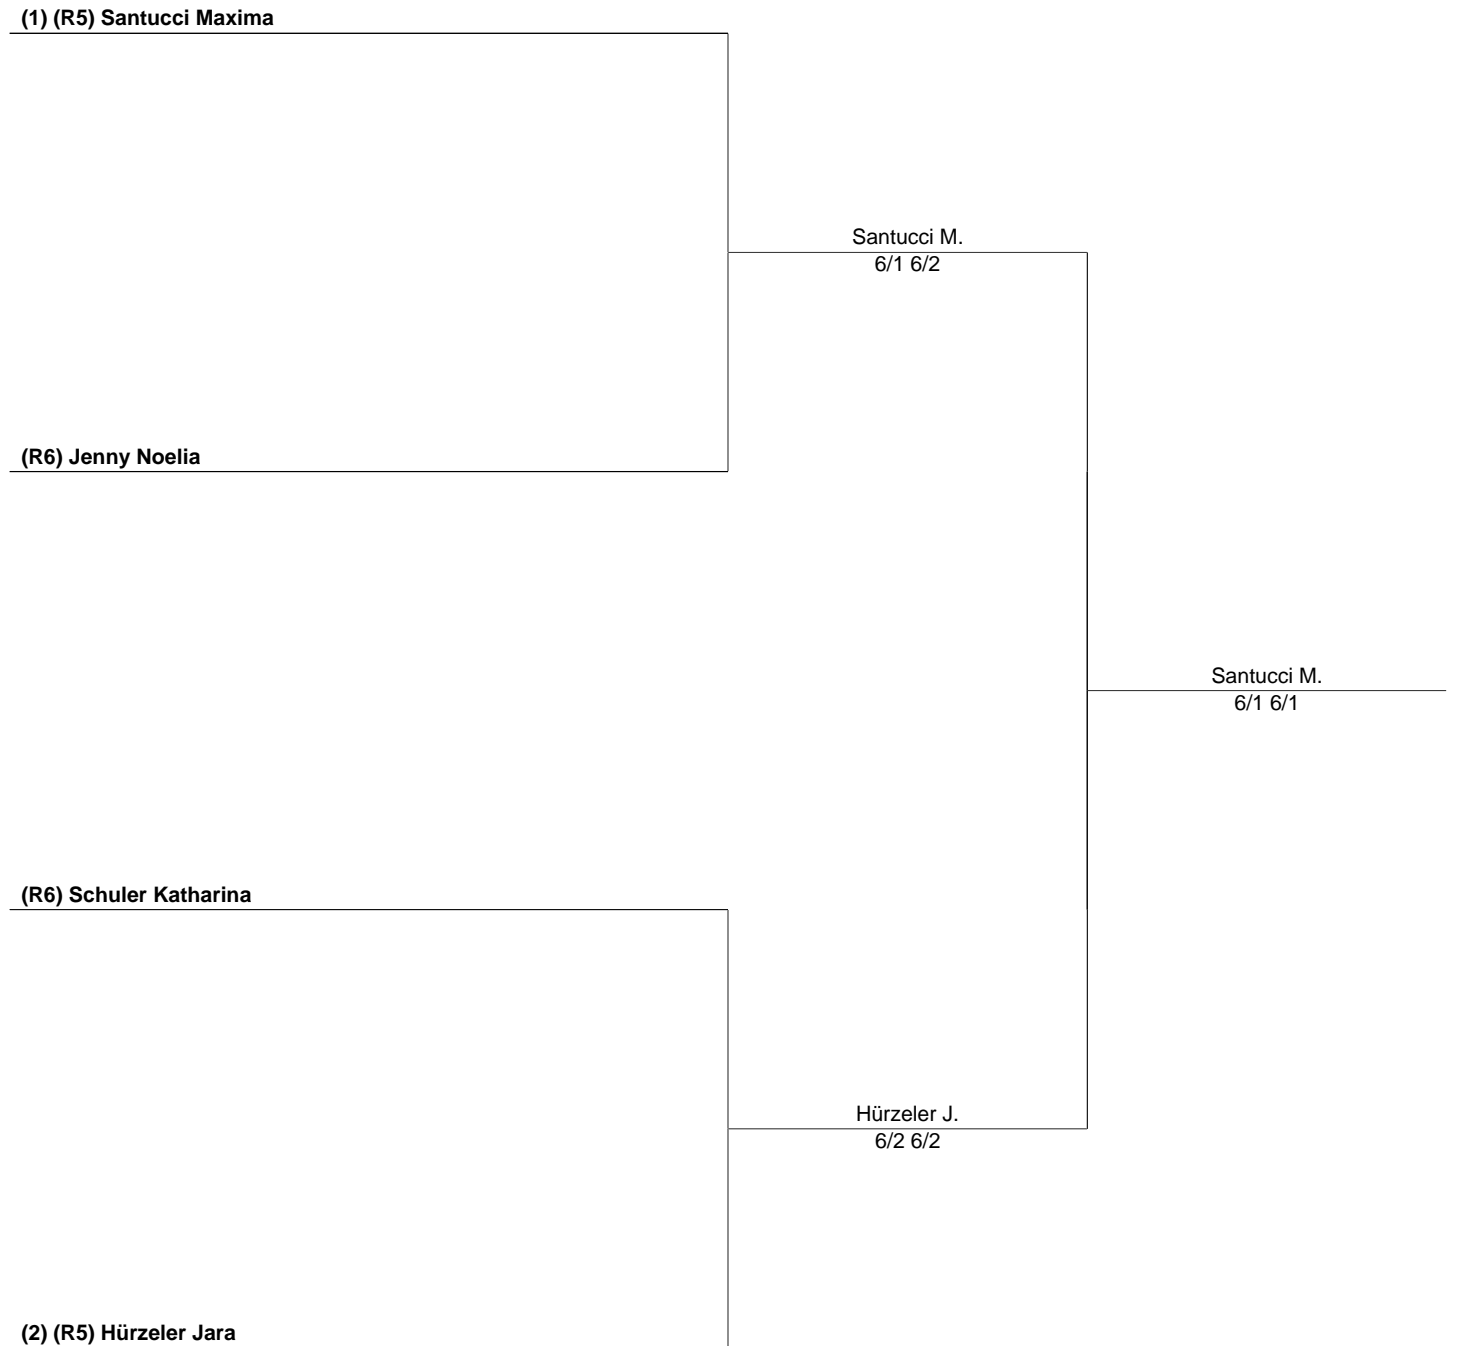 (1) (R5) Santucci Maxima
Santucci M.
6/1 6/2
(R6) Jenny Noelia
Santucci M.
6/1 6/1
(R6) Schuler Katharina
Hürzeler J.
6/2 6/2
(2) (R5) Hürzeler Jara